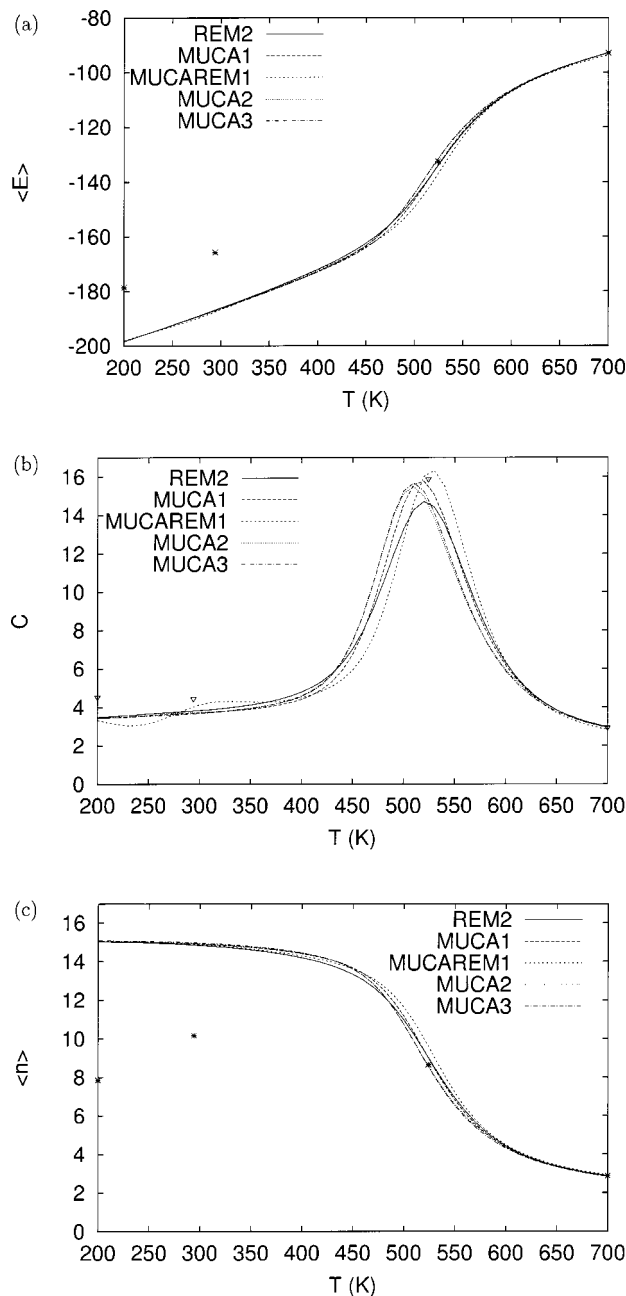 (a)
-80
-100
-120
-140
-160
-180
-200
<E>
REM2
MUCA1
MUCAREM1
MUCA2
MUCA3
200 250 300 350 400 450 500 550 600 650 700
T (K)
(b)
16
14
12
10
8
6
4
2
0
C
REM2
MUCA1
MUCAREM1
MUCA2
MUCA3
200 250 300 350 400 450 500 550 600 650 700
T (K)
(c)
16
14
12
10
8
6
4
2
0
<n>
REM2
MUCA1
MUCAREM1
MUCA2
MUCA3
200 250 300 350 400 450 500 550 600 650 700
T (K)